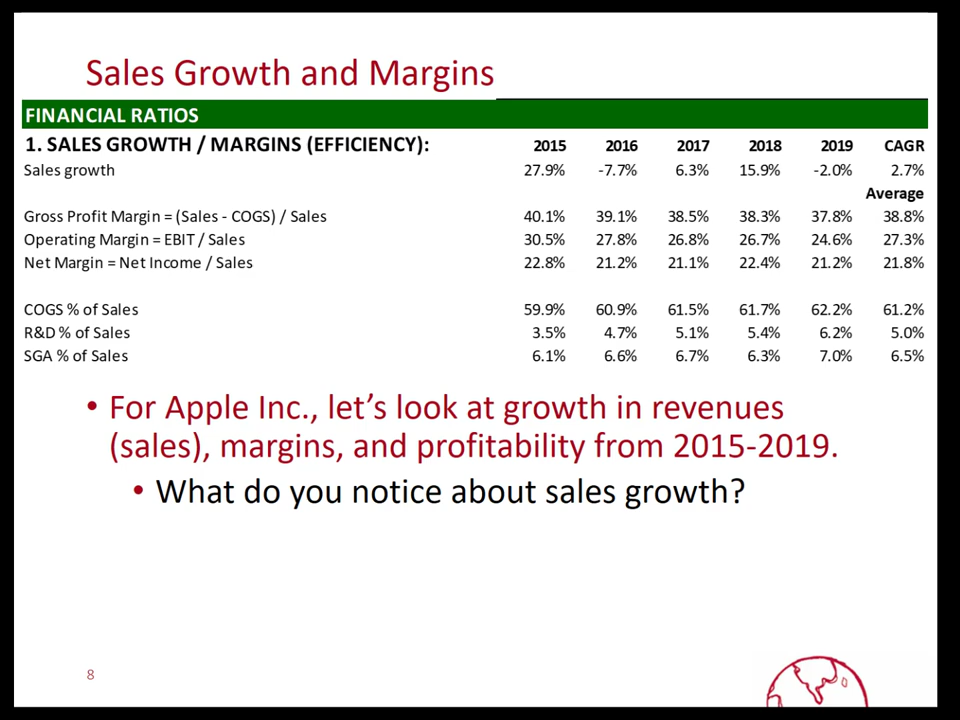 Sales Growth and Margins
FINANCIAL RATIOS
1. SALES GROWTH / MARGINS (EFFICIENCY): 2015 2016 2017 2018 2019 CAGR
Sales growth 27.9% -7.7% 6.3% 15.9% -2.0% 2.7%
Average
Gross Profit Margin = (Sales - COGS) / Sales 40.1% 39.1% 38.5% 38.3% 37.8% 38.8%
Operating Margin = EBIT / Sales 30.5% 27.8% 26.8% 26.7% 24.6% 27.3%
Net Margin = Net Income / Sales 22.8% 21.2% 21.1% 22.4% 21.2% 21.8%
COGS % of Sales 59.9% 60.9% 61.5% 61.7% 62.2% 61.2%
R&D % of Sales 3.5% 4.7% 5.1% 5.4% 6.2% 5.0%
SGA % of Sales 6.1% 6.6% 6.7% 6.3% 7.0% 6.5%
• For Apple Inc., let's look at growth in revenues
(sales), margins, and profitability from 2015-2019.
• What do you notice about sales growth?
8